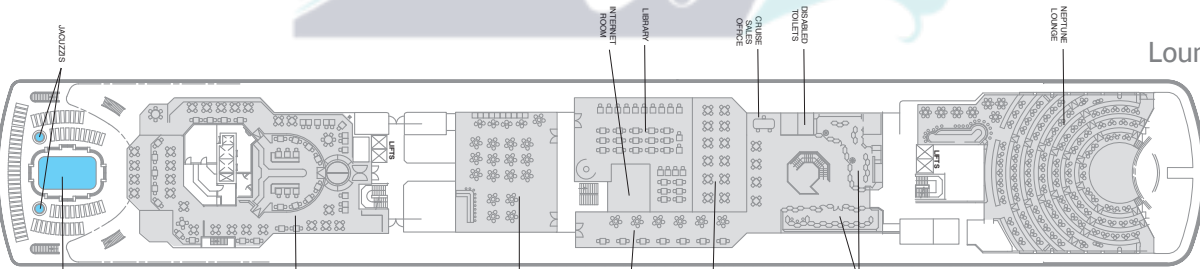 JACUZZIS
INTERNET
ROOM
LIBRARY
CRUISE
SALES
OFFICE
DISABLED
TOILETS
NEPTUNE
LOUNGE
Loun
LIFTS
LIFTS